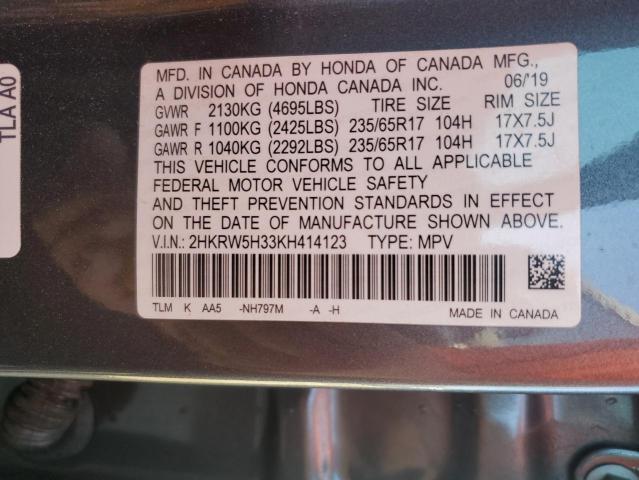 TLA A0
MFD. IN CANADA BY HONDA OF CANADA MFG.,
A DIVISION OF HONDA CANADA INC. 06/'19
GVWR 2130KG (4695LBS) TIRE SIZE RIM SIZE
GAWR F 1100KG (2425LBS) 235/65R17 104H 17X7.5J
GAWR R 1040KG (2292LBS) 235/65R17 104H 17X7.5J
THIS VEHICLE CONFORMS TO ALL APPLICABLE
FEDERAL MOTOR VEHICLE SAFETY
AND THEFT PREVENTION STANDARDS IN EFFECT
ON THE DATE OF MANUFACTURE SHOWN ABOVE.
V.I.N.: 2HKRW5H33KH414123 TYPE: MPV
TLM K AA5 -NH797M -A -H
MADE IN CANADA